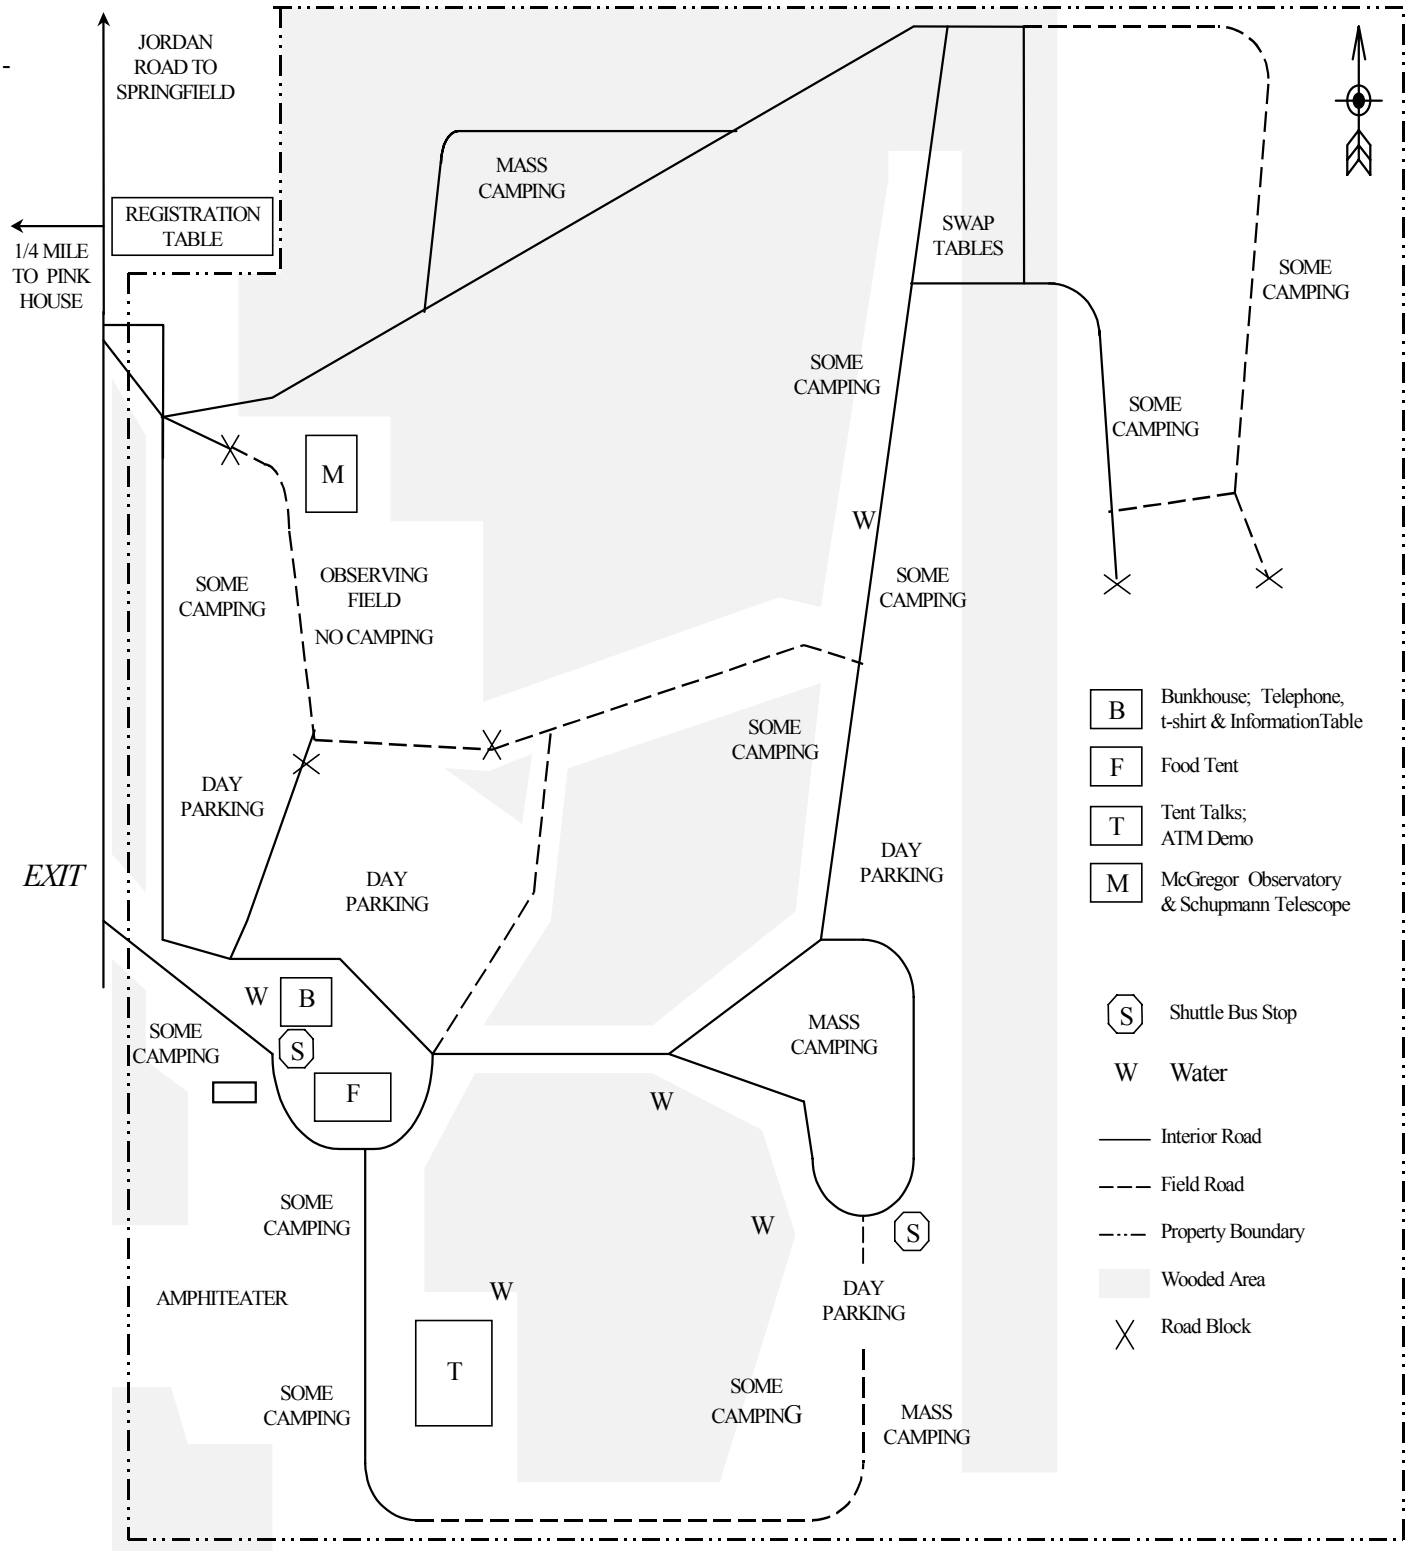 JORDAN
ROAD TO
SPRINGFIELD
-
MASS
CAMPING
REGISTRATION
TABLE
1/4 MILE
TO PINK
HOUSE
SWAP
TABLES
SOME
CAMPING
SOME
CAMPING
SOME
CAMPING
M
W
SOME
CAMPING
OBSERVING
FIELD
NO CAMPING
SOME
CAMPING
SOME
CAMPING
DAY
PARKING
DAY
PARKING
DAY
PARKING
EXIT
W
B
S
SOME
CAMPING
F
MASS
CAMPING
W
SOME
CAMPING
W
S
AMPHITEATER
W
DAY
PARKING
T
SOME
CAMPING
SOME
CAMPING
MASS
CAMPING
B
Bunkhouse; Telephone,
t-shirt & InformationTable
F
Food Tent
T
Tent Talks;
ATM Demo
M
McGregor Observatory
& Schupmann Telescope
S
Shuttle Bus Stop
W
Water
Interior Road
Field Road
Property Boundary
Wooded Area
Road Block